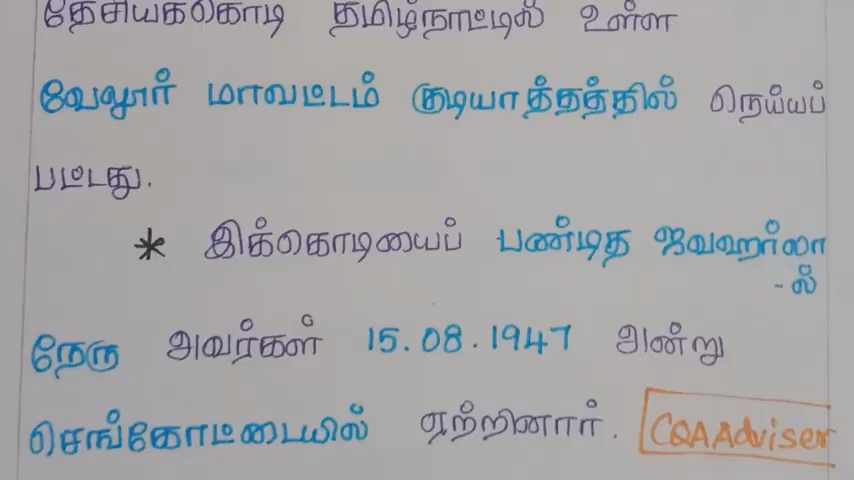 தேசியக்கொடி தமிழ்நாட்டில் உள்ள
வேலூர் மாவட்டம் குடியாத்தத்தில் நெய்யப்
பட்டது.
* இக்கொடியைப் பண்டித ஜவஹர்லா
-ல்
நேரு அவர்கள் 15.08.1947 அன்று
செங்கோட்டையில் ஏற்றினார். CQAAdviser